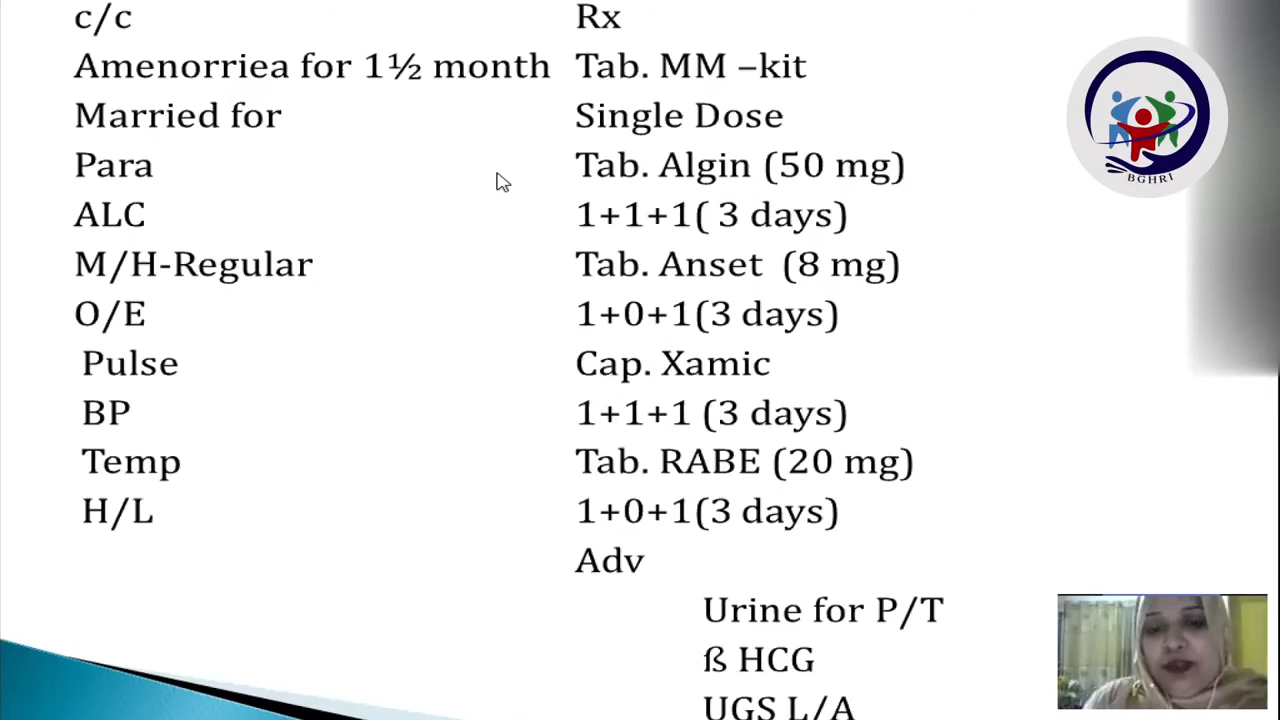 c/c
Amenorriea for 1½ month
Married for
Para
ALC
M/H-Regular
O/E
Pulse
BP
Temp
H/L
Rx
Tab. MM –kit
Single Dose
Tab. Algin (50 mg)
1+1+1( 3 days)
Tab. Anset (8 mg)
1+0+1(3 days)
Cap. Xamic
1+1+1 (3 days)
Tab. RABE (20 mg)
1+0+1(3 days)
Adv
Urine for P/T
ß HCG
UGS L/A
BGHRI